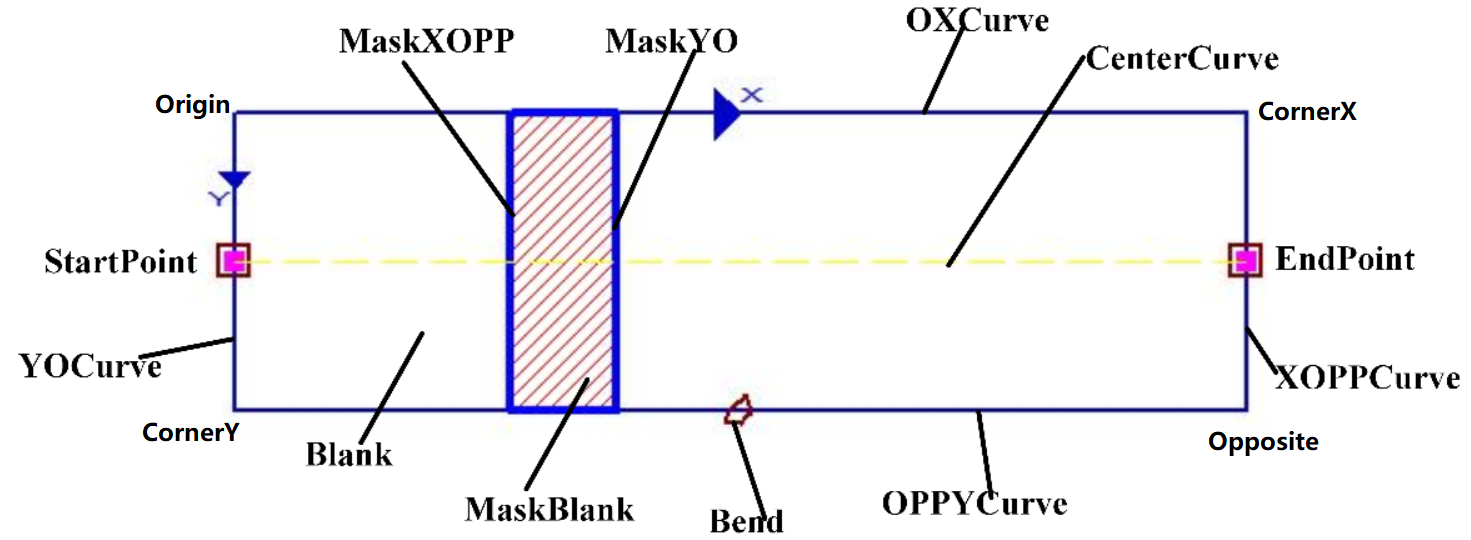 OXCurve
MaskXOPP
MaskYO
CenterCurve
X
Origin
CornerX
Y
StartPoint
EndPoint
YOCurve
XOPPCurve
CornerY
Opposite
Blank
MaskBlank
OPPYCurve
Bend